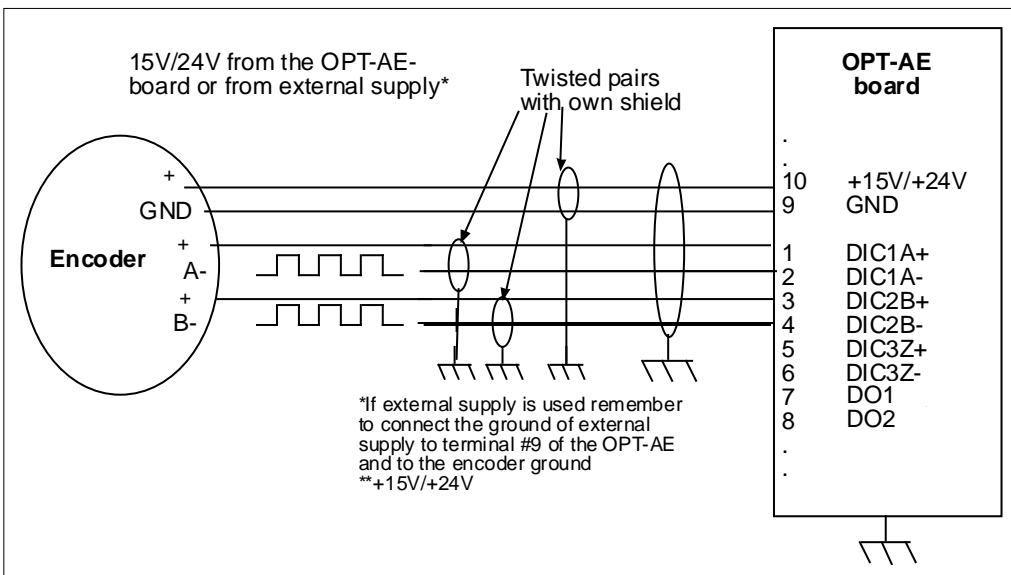 15V/24V from the OPT-AE-
board or from external supply*
Twisted pairs
with own shield
OPT-AE
board
.
.
10 +15V/+24V
9 GND
1 DIC1A+
2 DIC1A-
3 DIC2B+
4 DIC2B-
5 DIC3Z+
6 DIC3Z-
7 DO1
8 DO2
.
.
Encoder
+
GND
+
A-
+
B-
*If external supply is used remember
to connect the ground of external
supply to terminal #9 of the OPT-AE
and to the encoder ground
**+15V/+24V